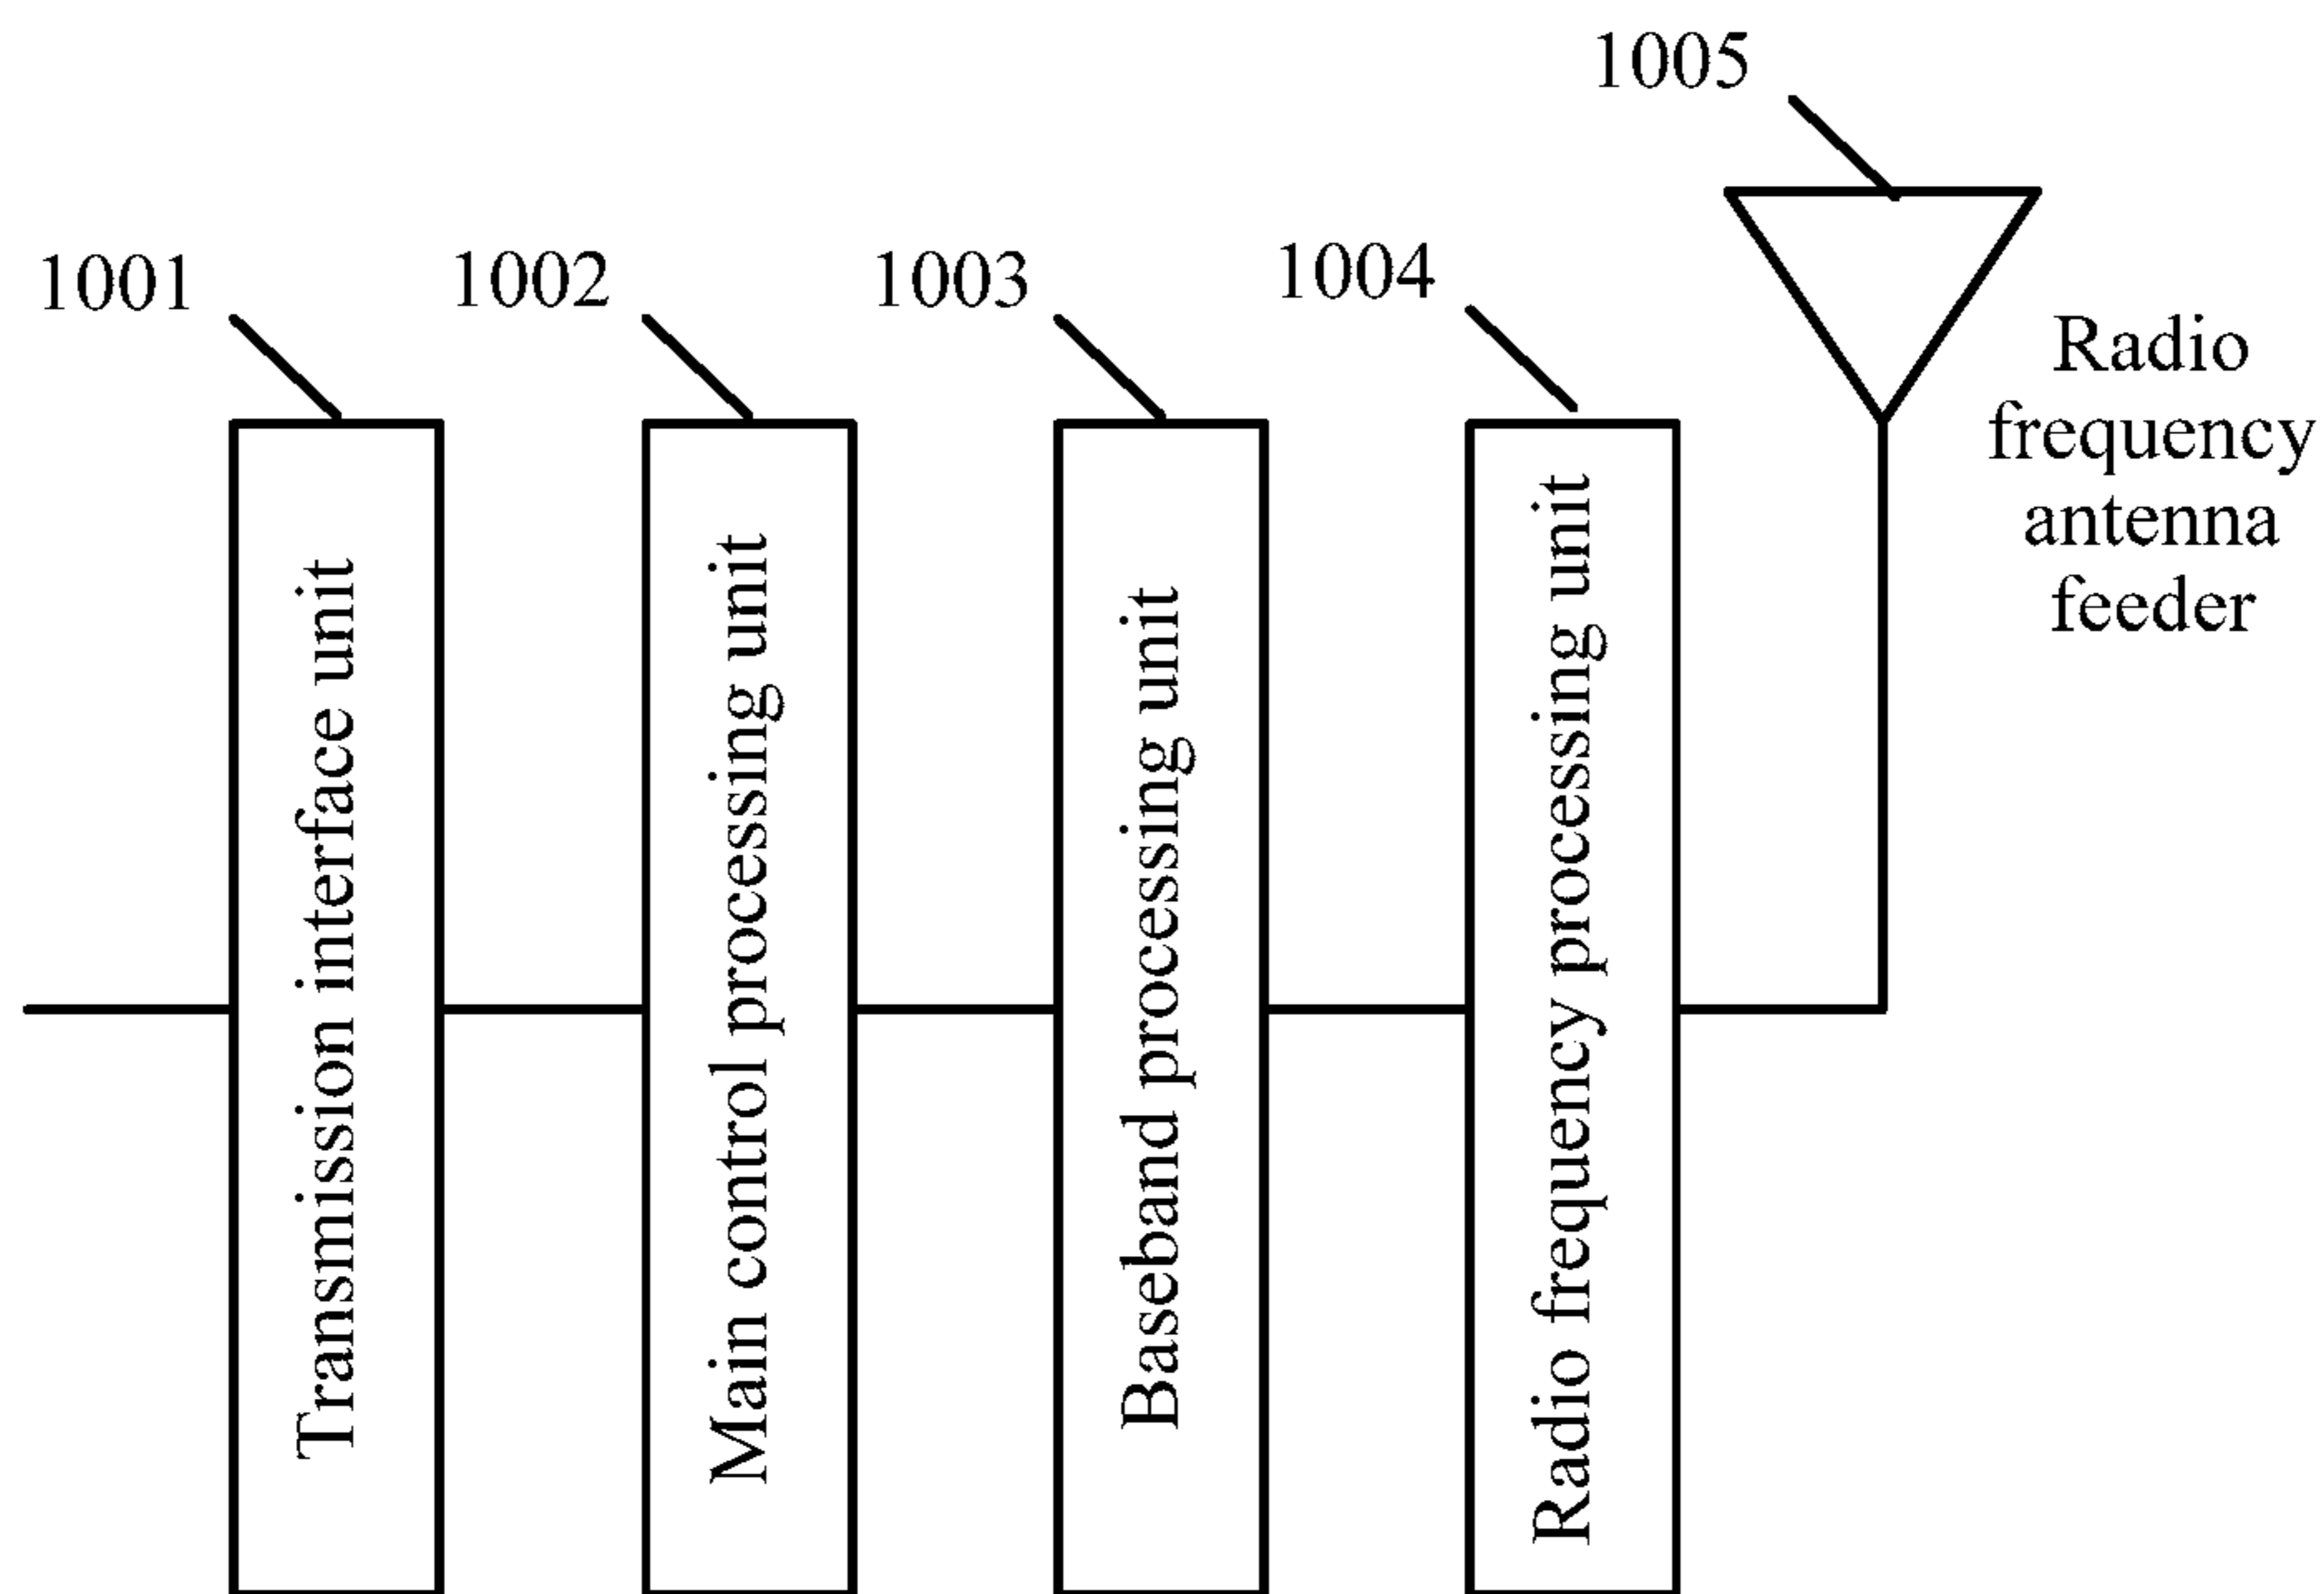 1005
1001
1002
1003
1004
Radio
frequency
antenna
feeder
Transmission interface unit
Main control processing unit
Baseband processing unit
Radio frequency processing unit